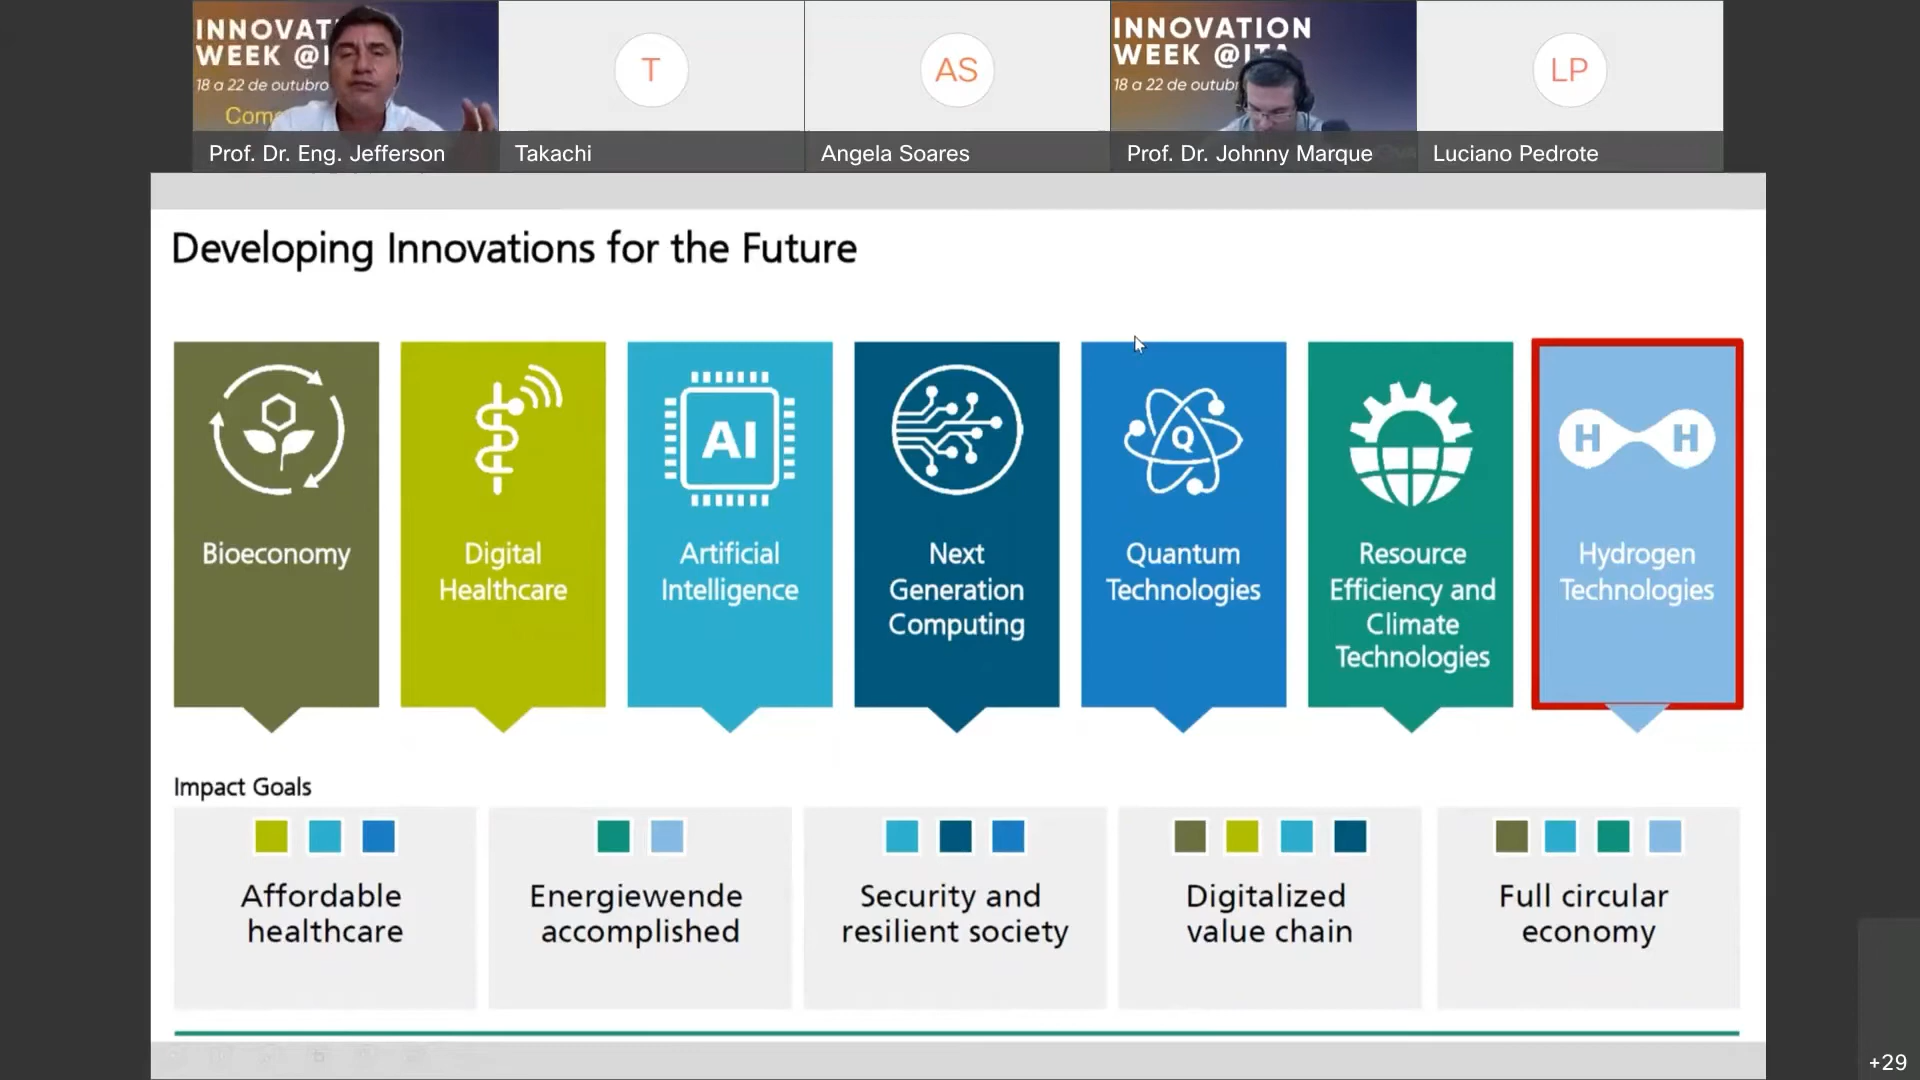 INNOVAT
WEEK @I
18 a 22 de outubro
Come
Prof. Dr. Eng. Jefferson
T
Takachi
AS
Angela Soares
INNOVATION
WEEK @ITA
18 a 22 de outub
Prof. Dr. Johnny Marque
LP
Luciano Pedrote
Developing Innovations for the Future
Bioeconomy
Digital
Healthcare
AI
Artificial
Intelligence
Next
Generation
Computing
Q
Quantum
Technologies
Resource
Efficiency and
Climate
Technologies
H H
Hydrogen
Technologies
Impact Goals
Affordable
healthcare
Energiewende
accomplished
Security and
resilient society
Digitalized
value chain
Full circular
economy
+29